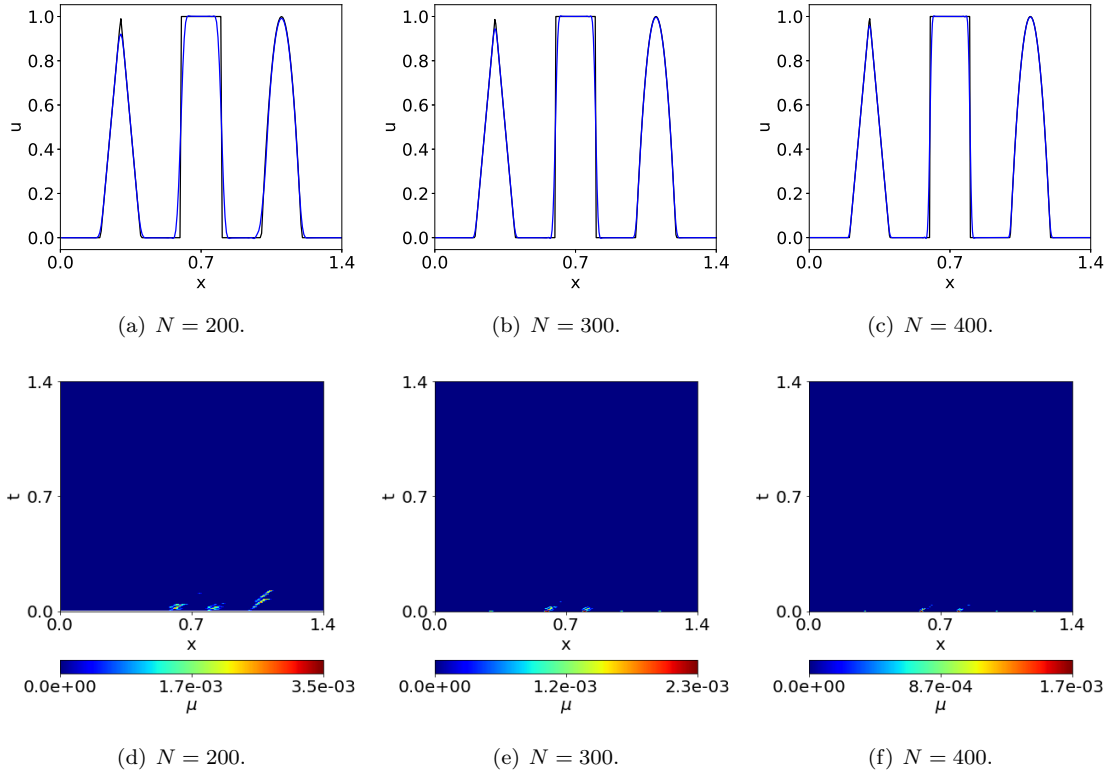 1.0 1.0 1.0
0.8 0.8 0.8
0.6 0.6 0.6
u u u
0.4 0.4 0.4
0.2 0.2 0.2
0.0 0.0 0.0
0.0 0.7 1.4 0.0 0.7 1.4 0.0 0.7 1.4
x x x
(a) N = 200. (b) N = 300. (c) N = 400.
1.4 1.4 1.4
t 0.7 t 0.7 t 0.7
0.0 0.0 0.0
0.0 0.7 1.4 0.0 0.7 1.4 0.0 0.7 1.4
x x x
0.0e+00 1.7e-03 3.5e-03 0.0e+00 1.2e-03 2.3e-03 0.0e+00 8.7e-04 1.7e-03
μ μ μ
(d) N = 200. (e) N = 300. (f) N = 400.